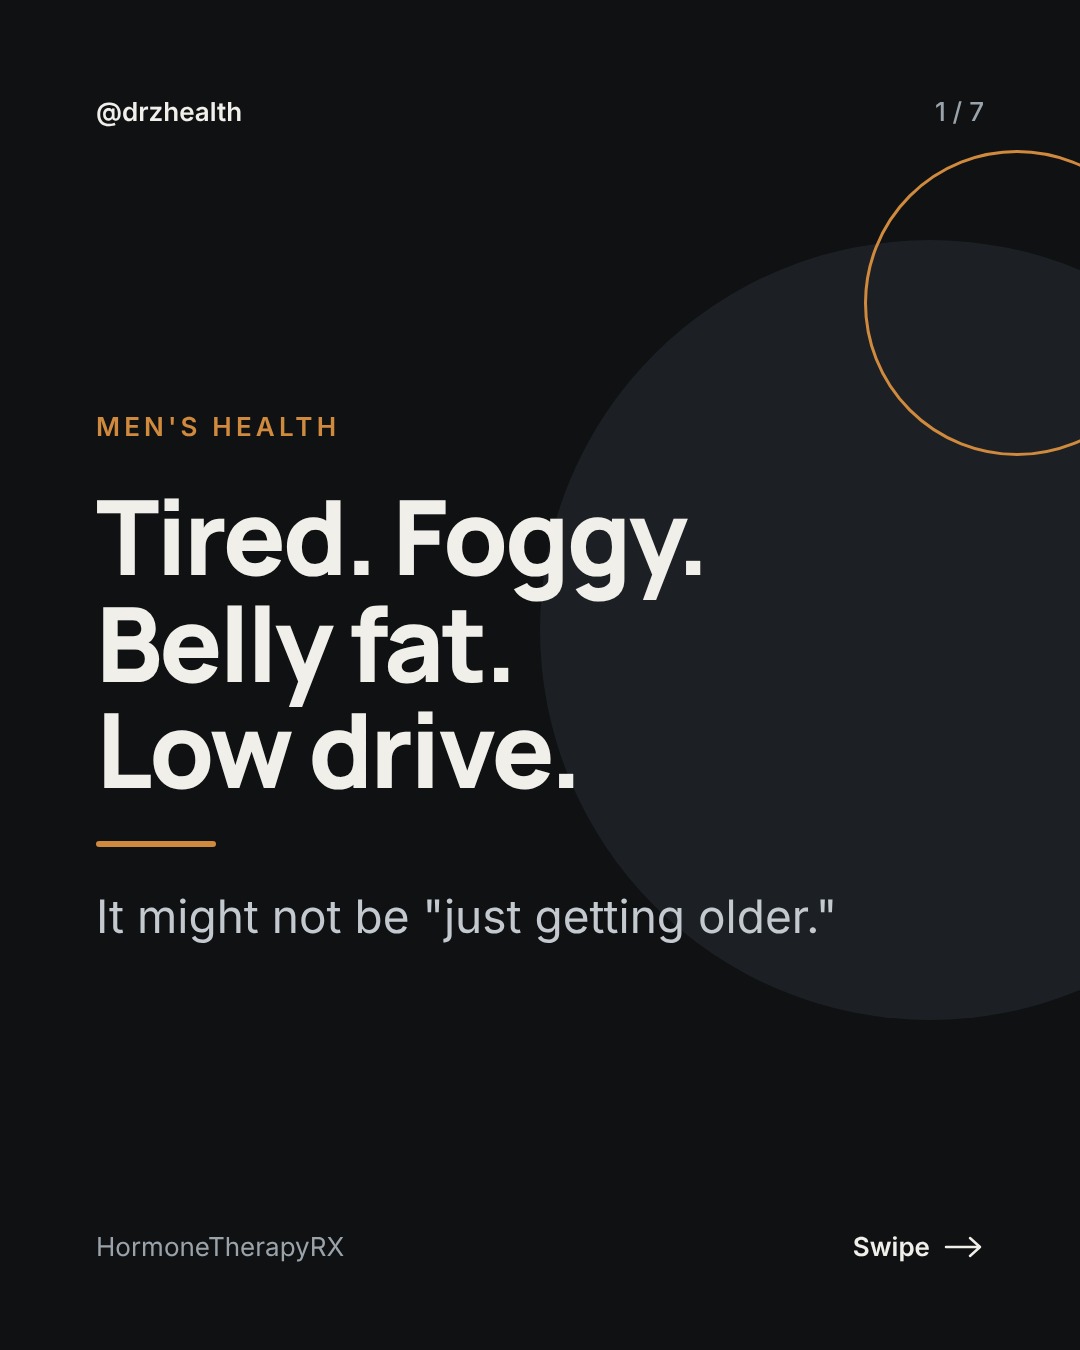 @drzhealth
1 / 7
MEN'S HEALTH
Tired. Foggy.
Belly fat.
Low drive.
It might not be "just getting older."
HormoneTherapyRX
Swipe →